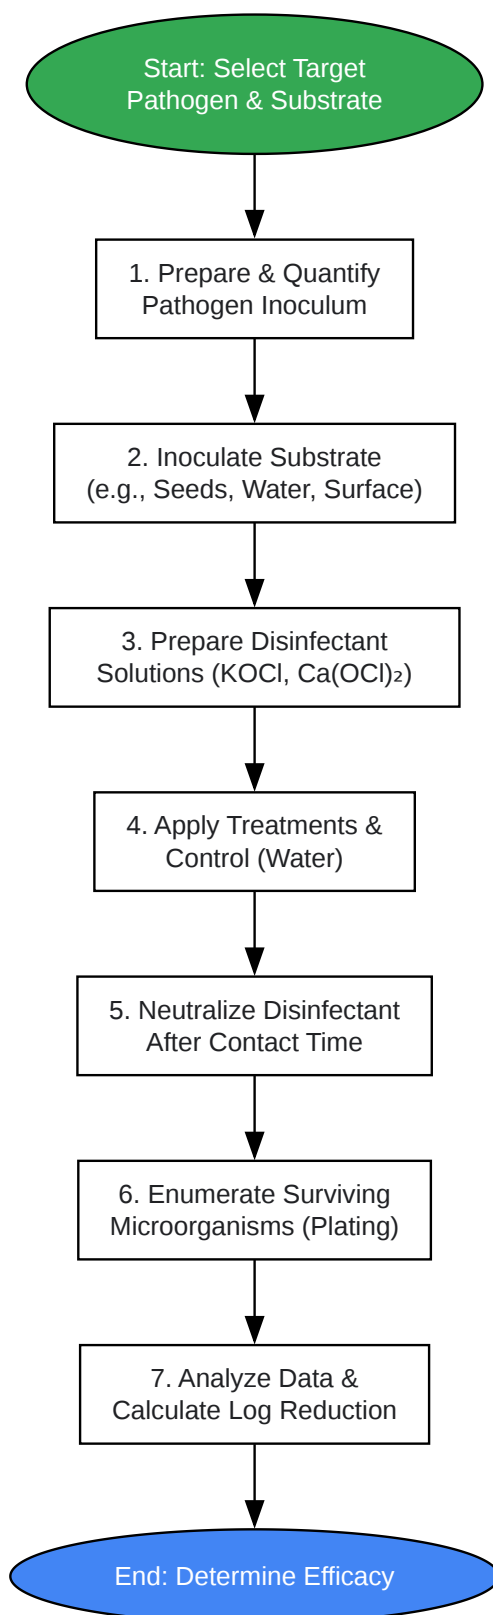 Start: Select Target
Pathogen & Substrate
1. Prepare & Quantify
Pathogen Inoculum
2. Inoculate Substrate
(e.g., Seeds, Water, Surface)
3. Prepare Disinfectant
Solutions (KOCl, Ca(OCl)₂)
4. Apply Treatments &
Control (Water)
5. Neutralize Disinfectant
After Contact Time
6. Enumerate Surviving
Microorganisms (Plating)
7. Analyze Data &
Calculate Log Reduction
End: Determine Efficacy